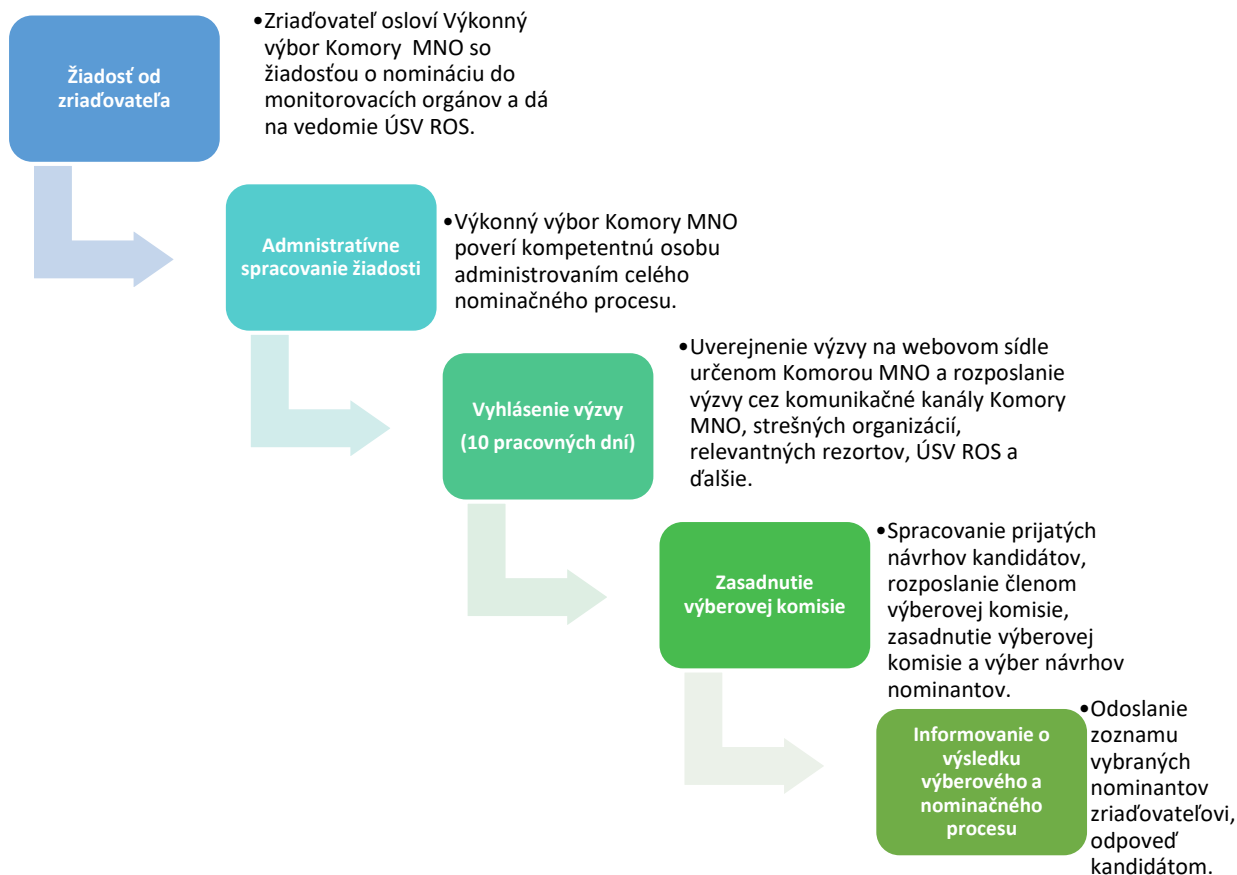 Žiadosť od
zriaďovateľa
•Zriaďovateľ osloví Výkonný
výbor Komory MNO so
žiadosťou o nomináciu do
monitorovacích orgánov a dá
na vedomie ÚSV ROS.
Admnistratívne
spracovanie žiadosti
•Výkonný výbor Komory MNO
poverí kompetentnú osobu
administrovaním celého
nominačného procesu.
Vyhlásenie výzvy
(10 pracovných dní)
•Uverejnenie výzvy na webovom sídle
určenom Komorou MNO a rozposlanie
výzvy cez komunikačné kanály Komory
MNO, strešných organizácií,
relevantných rezortov, ÚSV ROS a
ďalšie.
Zasadnutie
výberovej komisie
•Spracovanie prijatých
návrhov kandidátov,
rozposlanie členom
výberovej komisie,
zasadnutie výberovej
komisie a výber návrhov
nominantov.
Informovanie o
výsledku
výberového a
nominačného
procesu
•Odoslanie
zoznamu
vybraných
nominantov
zriaďovateľovi,
odpoveď
kandidátom.